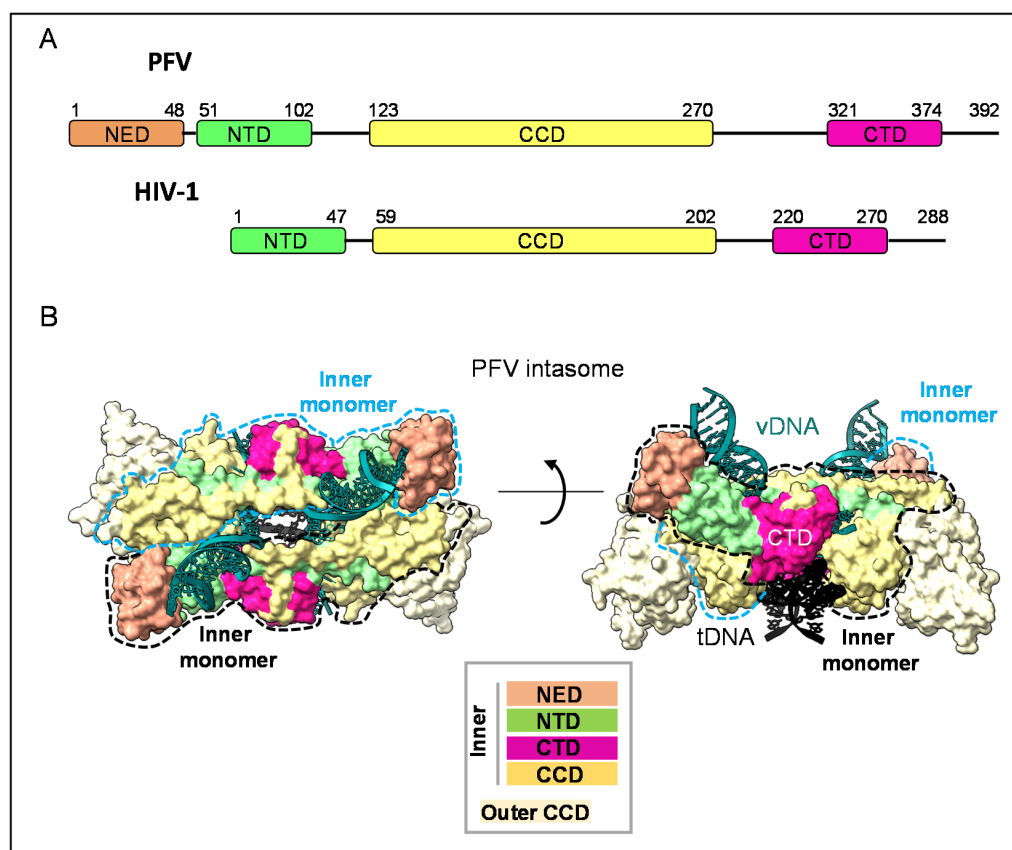 A
PFV
1 48 51 102 123 270 321 374 392
NED NTD CCD CTD
HIV-1
1 47 59 202 220 270 288
NTD CCD CTD
B
PFV intasome
Inner
monomer
Inner
monomer
vDNA
Inner
monomer
CTD
tDNA
Inner
monomer
Inner
NED
NTD
CTD
CCD
Outer CCD